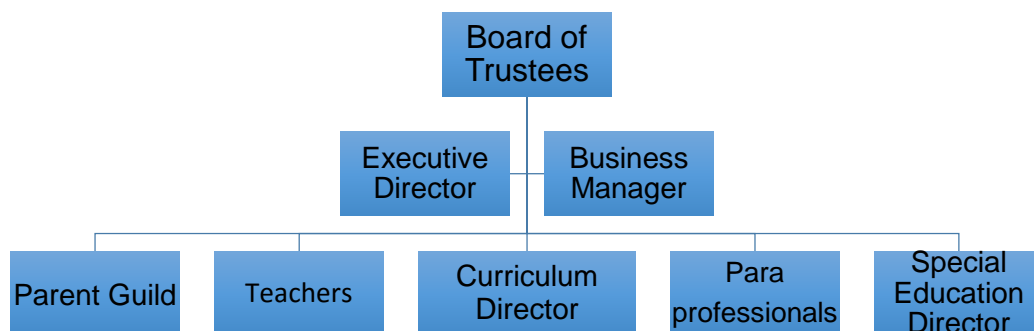 Board of
Trustees
Executive
Director
Business
Manager
Parent Guild
Teachers
Curriculum
Director
Para
professionals
Special
Education
Director